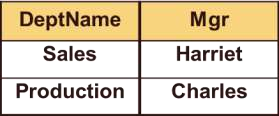 DeptName Mgr
Sales Harriet
Production Charles